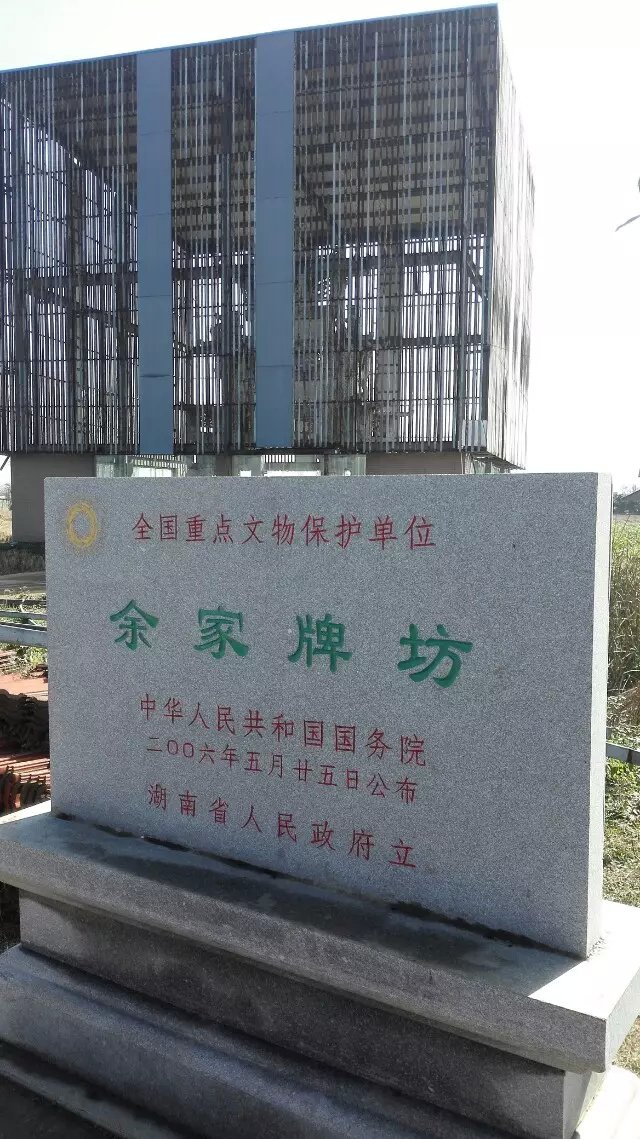 全国重点文物保护单位
余家牌坊
中华人民共和国国务院
二〇〇六年五月廿五日公布
湖南省人民政府立